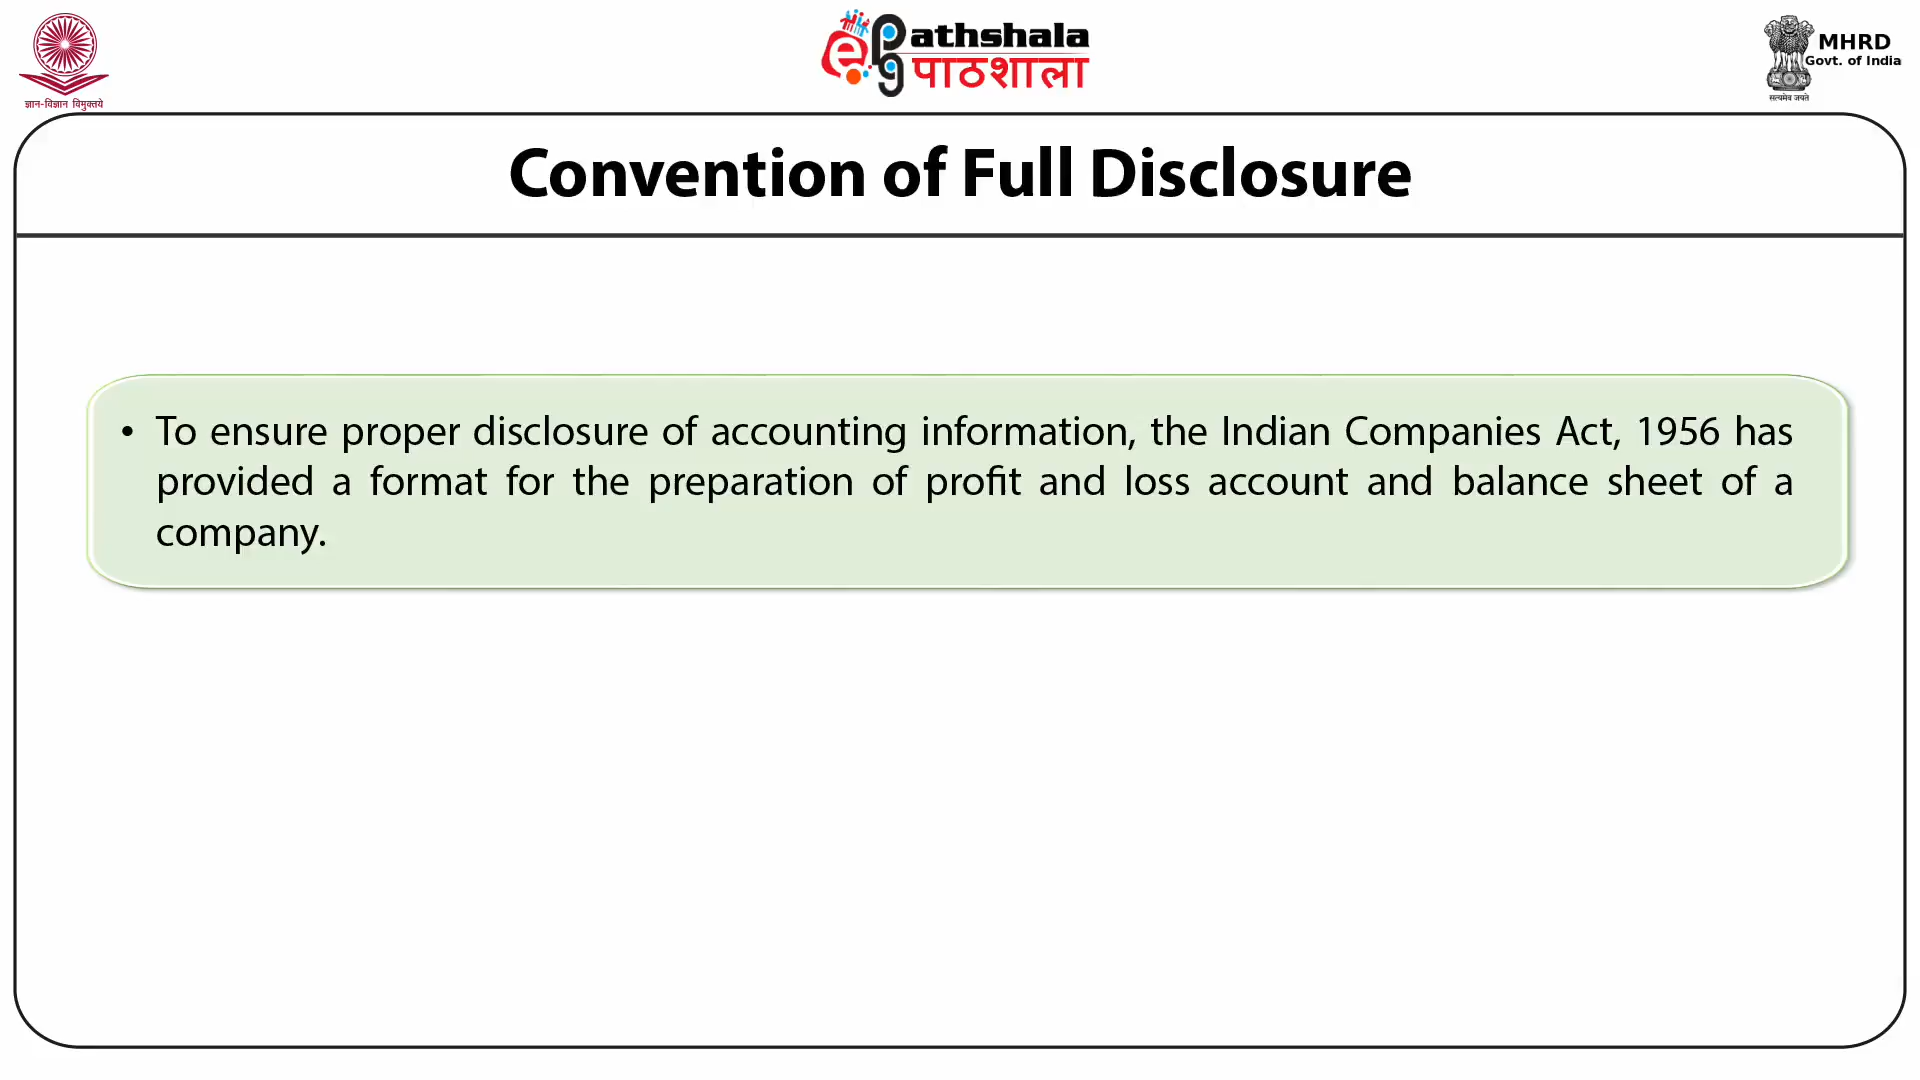 ज्ञान-विज्ञान विमुक्तये
ePG athshala
पाठशाला
MHRD
Govt. of India
सत्यमेव जयते
Convention of Full Disclosure
• To ensure proper disclosure of accounting information, the Indian Companies Act, 1956 has
provided a format for the preparation of profit and loss account and balance sheet of a
company.